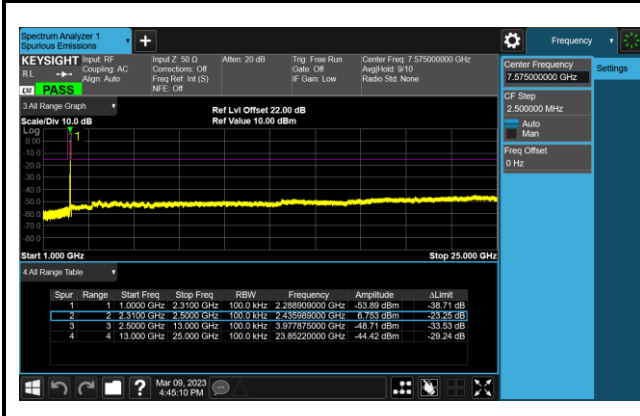 Spectrum Analyzer 1
Spurious Emissions
Frequency
KEYSIGHT Input: RF Input Z: 50 Ω Atten: 20 dB Trig: Free Run Center Freq: 7.575000000 GHz
RL Coupling: AC Corrections: Off Gate: Off Avg|Hold: 9/10
Align: Auto Freq Ref: Int (S) IF Gain: Low Radio Std: None
NFE: Off
LXI PASS
Center Frequency
7.575000000 GHz
Settings
CF Step
2.500000 MHz
Auto
Man
Freq Offset
0 Hz
3 All Range Graph
Ref Lvl Offset 22.00 dB
Scale/Div 10.0 dB Ref Value 10.00 dBm
Log
1
0.00
-10.0
-20.0
-30.0
-40.0
-50.0
-60.0
-70.0
-80.0
Start 1.000 GHz Stop 25.000 GHz
4 All Range Table
Spur Range Start Freq Stop Freq RBW Frequency Amplitude ΔLimit
1 1 1.0000 GHz 2.3100 GHz 100.0 kHz 2.288909000 GHz -53.89 dBm -38.71 dB
2 2 2.3100 GHz 2.5000 GHz 100.0 kHz 2.435989000 GHz 6.753 dBm -23.25 dB
3 3 2.5000 GHz 13.000 GHz 100.0 kHz 3.977875000 GHz -48.71 dBm -33.53 dB
4 4 13.000 GHz 25.000 GHz 100.0 kHz 23.85220000 GHz -44.42 dBm -29.24 dB
Mar 09, 2023
4:45:10 PM